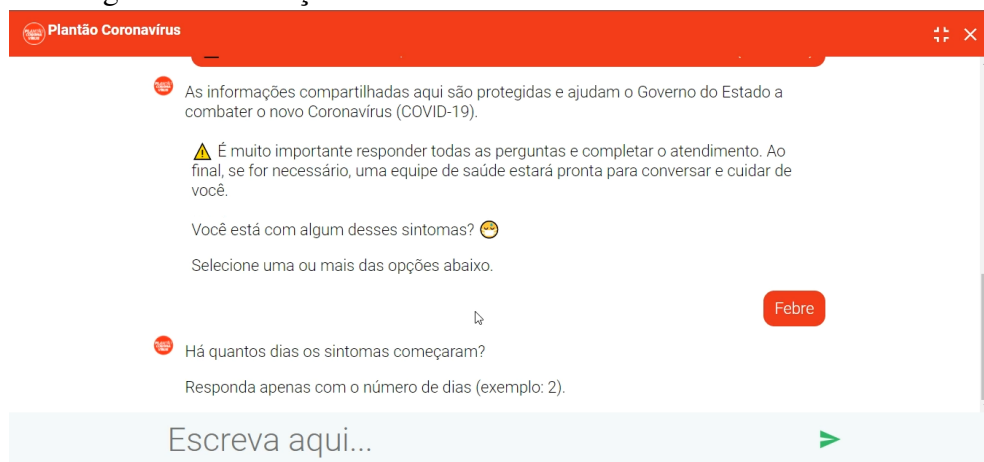 Plantão Coronavírus
As informações compartilhadas aqui são protegidas e ajudam o Governo do Estado a
combater o novo Coronavírus (COVID-19).
É muito importante responder todas as perguntas e completar o atendimento. Ao
final, se for necessário, uma equipe de saúde estará pronta para conversar e cuidar de
você.
Você está com algum desses sintomas?
Selecione uma ou mais das opções abaixo.
Febre
Há quantos dias os sintomas começaram?
Responda apenas com o número de dias (exemplo: 2).
Escreva aqui...